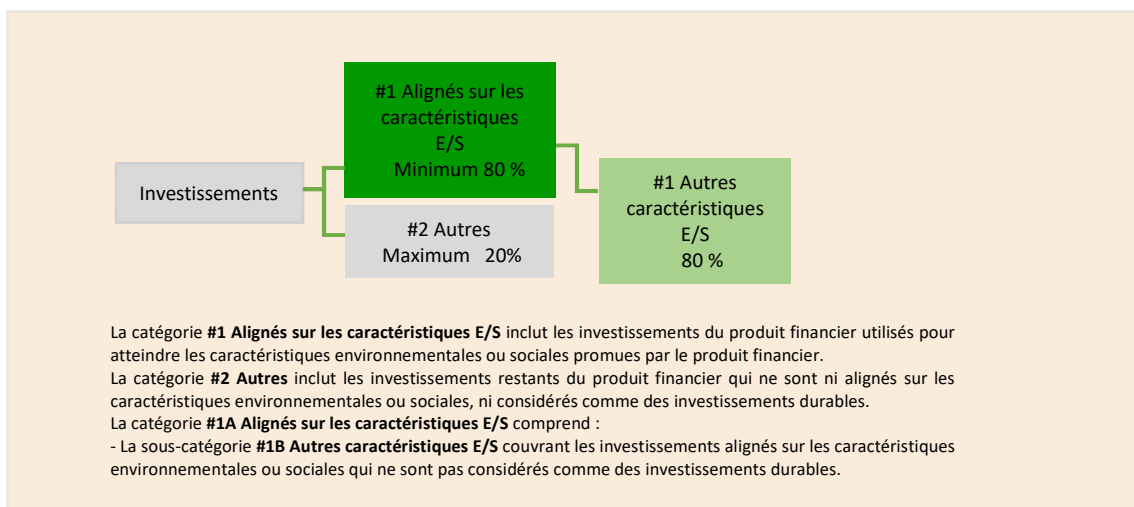 #1 Alignés sur les
caractéristiques
E/S
Minimum 80 %
Investissements
#2 Autres
Maximum 20%
#1 Autres
caractéristiques
E/S
80 %
La catégorie #1 Alignés sur les caractéristiques E/S inclut les investissements du produit financier utilisés pour
atteindre les caractéristiques environnementales ou sociales promues par le produit financier.
La catégorie #2 Autres inclut les investissements restants du produit financier qui ne sont ni alignés sur les
caractéristiques environnementales ou sociales, ni considérés comme des investissements durables.
La catégorie #1A Alignés sur les caractéristiques E/S comprend :
- La sous-catégorie #1B Autres caractéristiques E/S couvrant les investissements alignés sur les caractéristiques
environnementales ou sociales qui ne sont pas considérés comme des investissements durables.